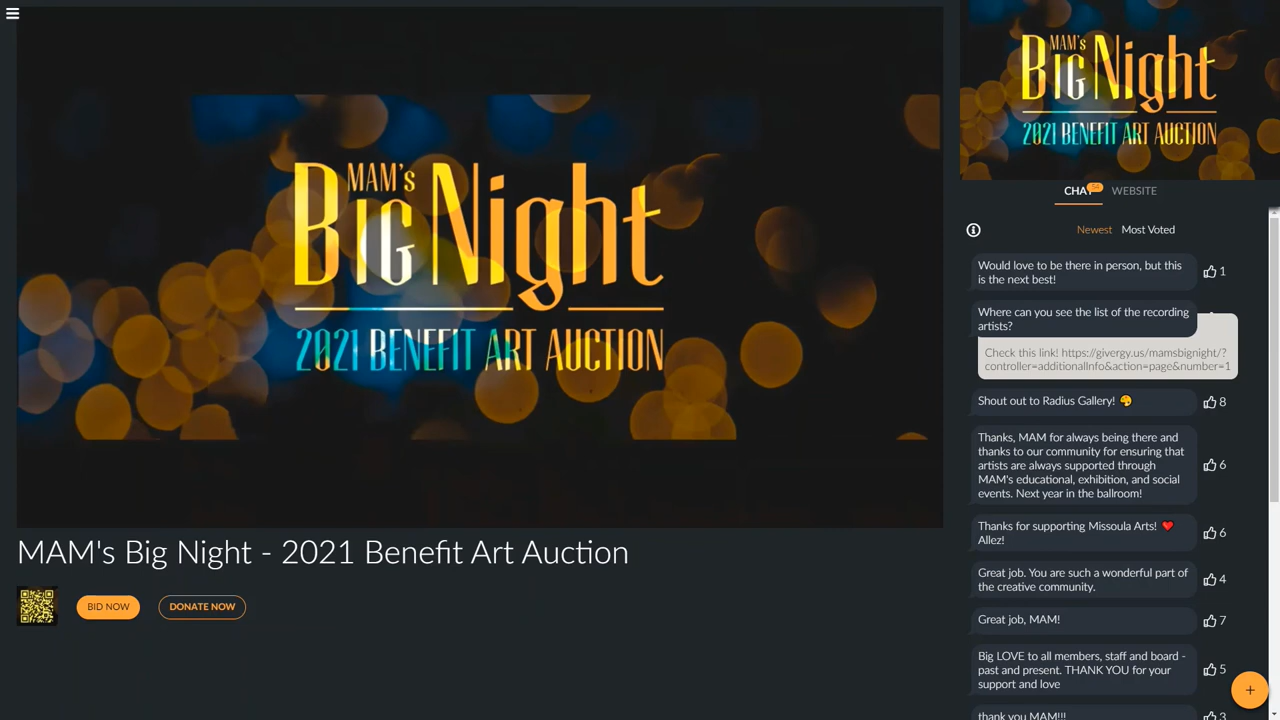 MAM's
Big Night
2021 BENEFIT ART AUCTION
MAM's Big Night - 2021 Benefit Art Auction
BID NOW
DONATE NOW
MAM's
Big Night
2021 BENEFIT ART AUCTION
CHAT 54
WEBSITE
Newest
Most Voted
Would love to be there in person, but this
is the next best!
1
Where can you see the list of the recording
artists?
Check this link! https://givergy.us/mamsbignight/?
controller=additionalInfo&action=page&number=1
Shout out to Radius Gallery!
8
Thanks, MAM for always being there and
thanks to our community for ensuring that
artists are always supported through
MAM's educational, exhibition, and social
events. Next year in the ballroom!
6
Thanks for supporting Missoula Arts! ❤️
Allez!
6
Great job. You are such a wonderful part of
the creative community.
4
Great job, MAM!
7
Big LOVE to all members, staff and board -
past and present. THANK YOU for your
support and love
5
thank you MAM!!!
3